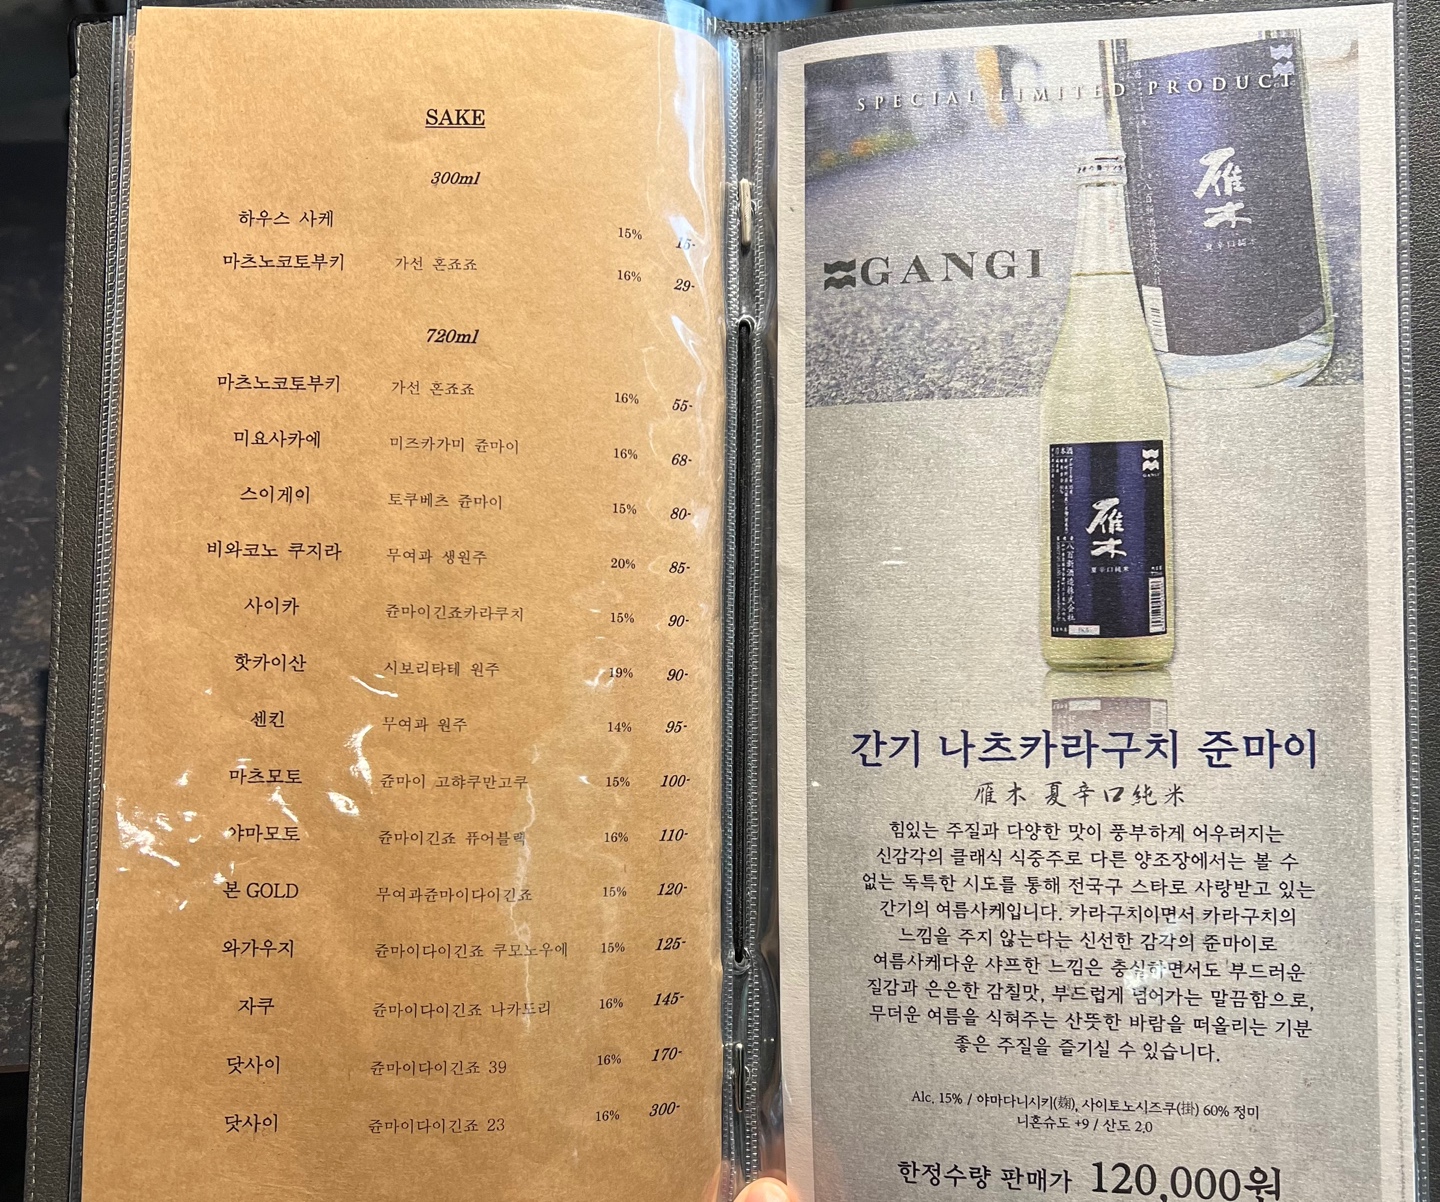 SAKE
300ml
하우스 사케 15% 15-
마츠노코토부키 가선 혼죠죠 16% 29-
720ml
마츠노코토부키 가선 혼죠죠 16% 55-
미요사카에 미즈카가미 쥰마이 16% 68-
스이게이 토쿠베츠 쥰마이 15% 80-
비와코노 쿠지라 무여과 생원주 20% 85-
사이카 쥰마이긴죠카라구치 15% 90-
핫카이산 시보리타테 원주 19% 90-
센킨 무여과 원주 14% 95-
마츠모토 쥰마이 고햐쿠만고쿠 15% 100-
야마모토 쥰마이긴죠 퓨어블랙 16% 110-
본 GOLD 무여과쥰마이다이긴죠 15% 120-
와가우지 쥰마이다이긴죠 쿠모노우에 15% 125-
자쿠 쥰마이다이긴죠 나카도리 16% 145-
닷사이 쥰마이다이긴죠 39 16% 170-
닷사이 쥰마이다이긴죠 23 16% 300-
SPECIAL LIMITED PRODUCT
雁木
夏辛口純米
GANGI
雁木
夏辛口純米
八百新酒造株式会社
간기 나츠카라구치 준마이
雁木 夏辛口純米
힘있는 주질과 다양한 맛이 풍부하게 어우러지는
신감각의 클래식 식중주로 다른 양조장에서는 볼 수
없는 독특한 시도를 통해 전국구 스타로 사랑받고 있는
간기의 여름사케입니다. 카라구치이면서 카라구치의
느낌을 주지 않는다는 신선한 감각의 준마이로
여름사케다운 샤프한 느낌은 충실하면서도 부드러운
질감과 은은한 감칠맛, 부드럽게 넘어가는 말끔함으로,
무더운 여름을 식혀주는 산뜻한 바람을 떠올리는 기분
좋은 주질을 즐기실 수 있습니다.
Alc. 15% / 야마다니시키(麹), 사이토노시즈쿠(掛) 60% 정미
니혼슈도 +9 / 산도 2.0
한정수량 판매가 120,000원